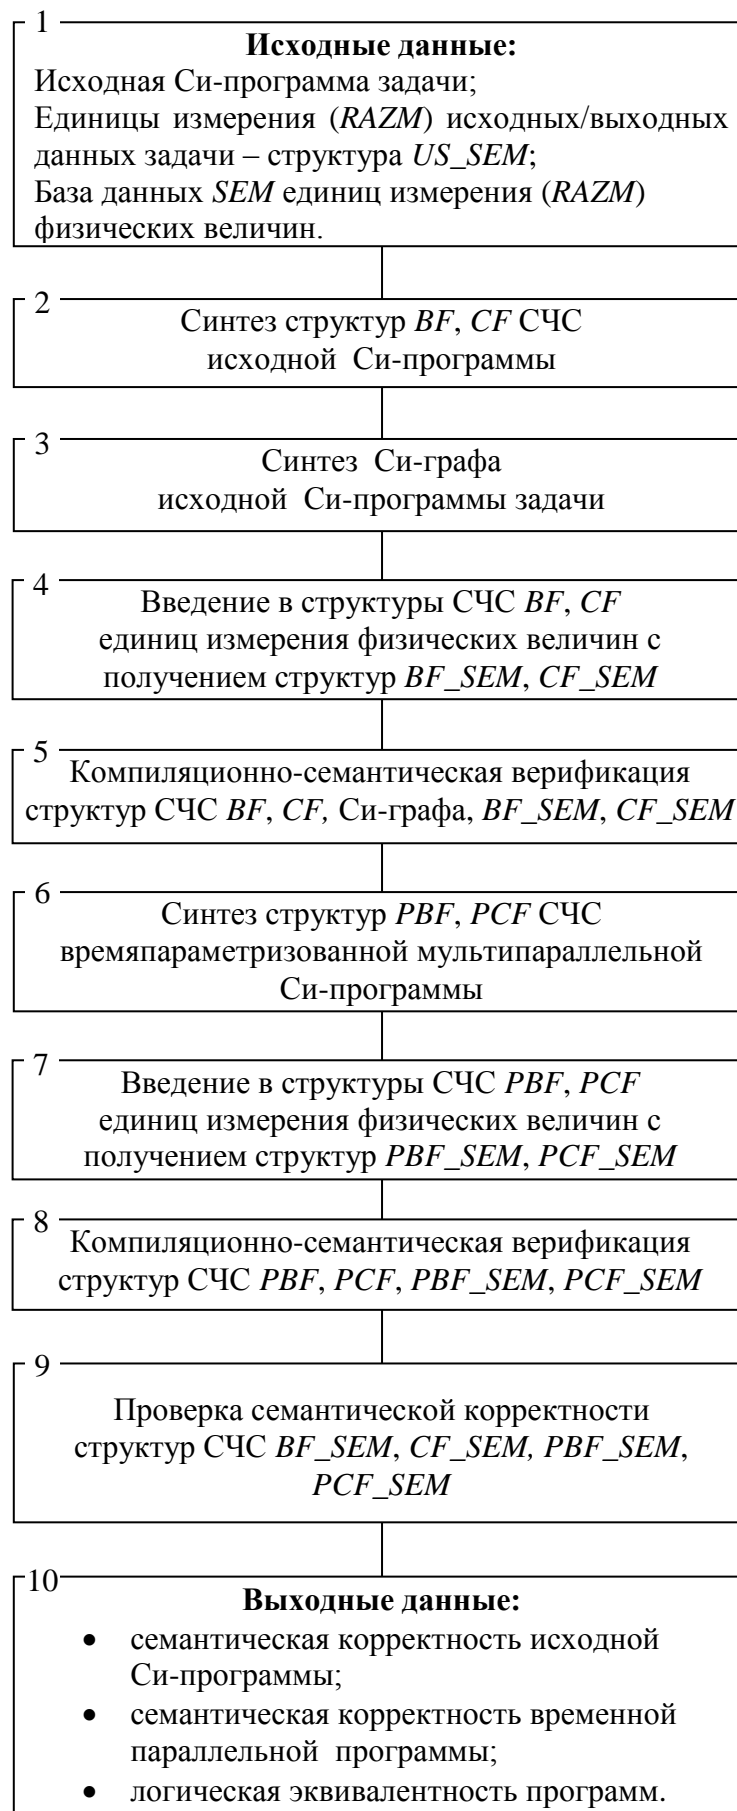 1
Исходные данные:
Исходная Си-программа задачи;
Единицы измерения (RAZM) исходных/выходных
данных задачи – структура US_SEM;
База данных SEM единиц измерения (RAZM)
физических величин.
2
Синтез структур BF, CF СЧС
исходной Си-программы
3
Синтез Си-графа
исходной Си-программы задачи
4
Введение в структуры СЧС BF, CF
единиц измерения физических величин с
получением структур BF_SEM, CF_SEM
5
Компиляционно-семантическая верификация
структур СЧС BF, CF, Си-графа, BF_SEM, CF_SEM
6
Синтез структур PBF, PCF СЧС
времяпараметризованной мультипараллельной
Си-программы
7
Введение в структуры СЧС PBF, PCF
единиц измерения физических величин с
получением структур PBF_SEM, PCF_SEM
8
Компиляционно-семантическая верификация
структур СЧС PBF, PCF, PBF_SEM, PCF_SEM
9
Проверка семантической корректности
структур СЧС BF_SEM, CF_SEM, PBF_SEM,
PCF_SEM
10
Выходные данные:
• семантическая корректность исходной
Си-программы;
• семантическая корректность временной
параллельной программы;
• логическая эквивалентность программ.